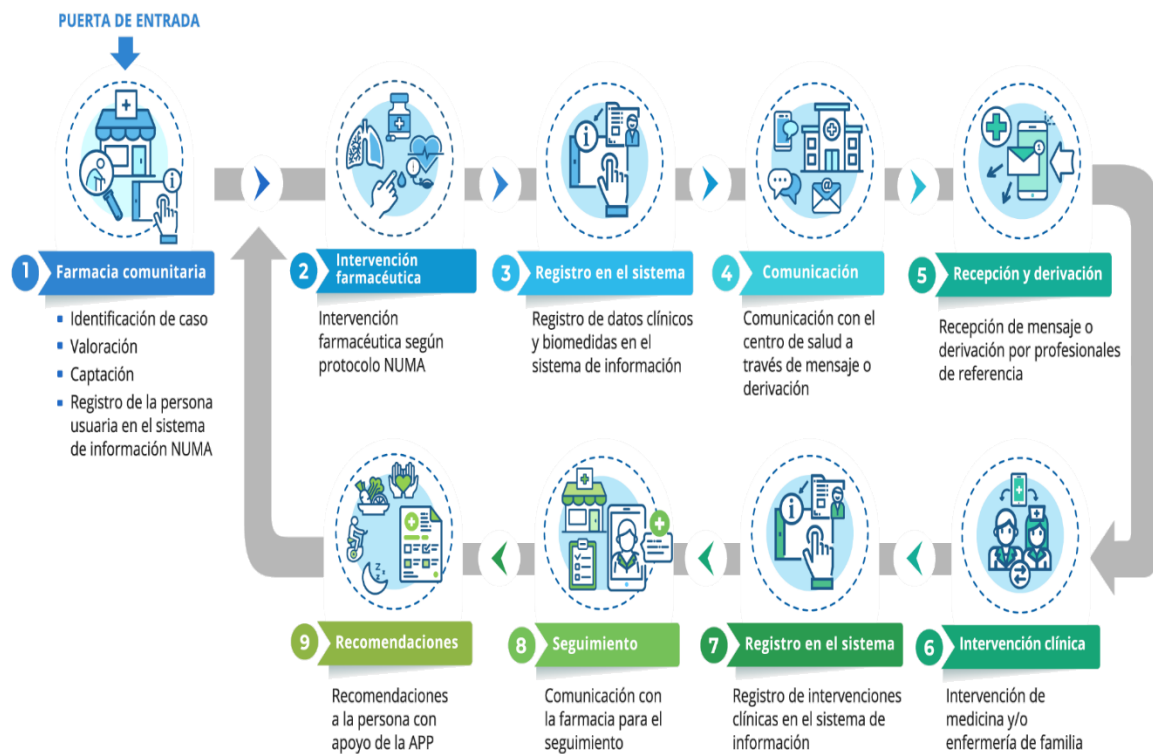 PUERTA DE ENTRADA
1 Farmacia comunitaria
▪ Identificación de caso
▪ Valoración
▪ Captación
▪ Registro de la persona
usuaria en el sistema
de información NUMA
2 Intervención
farmacéutica
Intervención
farmacéutica según
protocolo NUMA
3 Registro en el sistema
Registro de datos clínicos
y biomedidas en el
sistema de información
4 Comunicación
Comunicación con el
centro de salud a
través de mensaje o
derivación
5 Recepción y derivación
Recepción de mensaje o
derivación por profesionales
de referencia
6 Intervención clínica
Intervención de
medicina y/o
enfermería de familia
7 Registro en el sistema
Registro de intervenciones
clínicas en el sistema de
información
8 Seguimiento
Comunicación con
la farmacia para el
seguimiento
9 Recomendaciones
Recomendaciones
a la persona con
apoyo de la APP